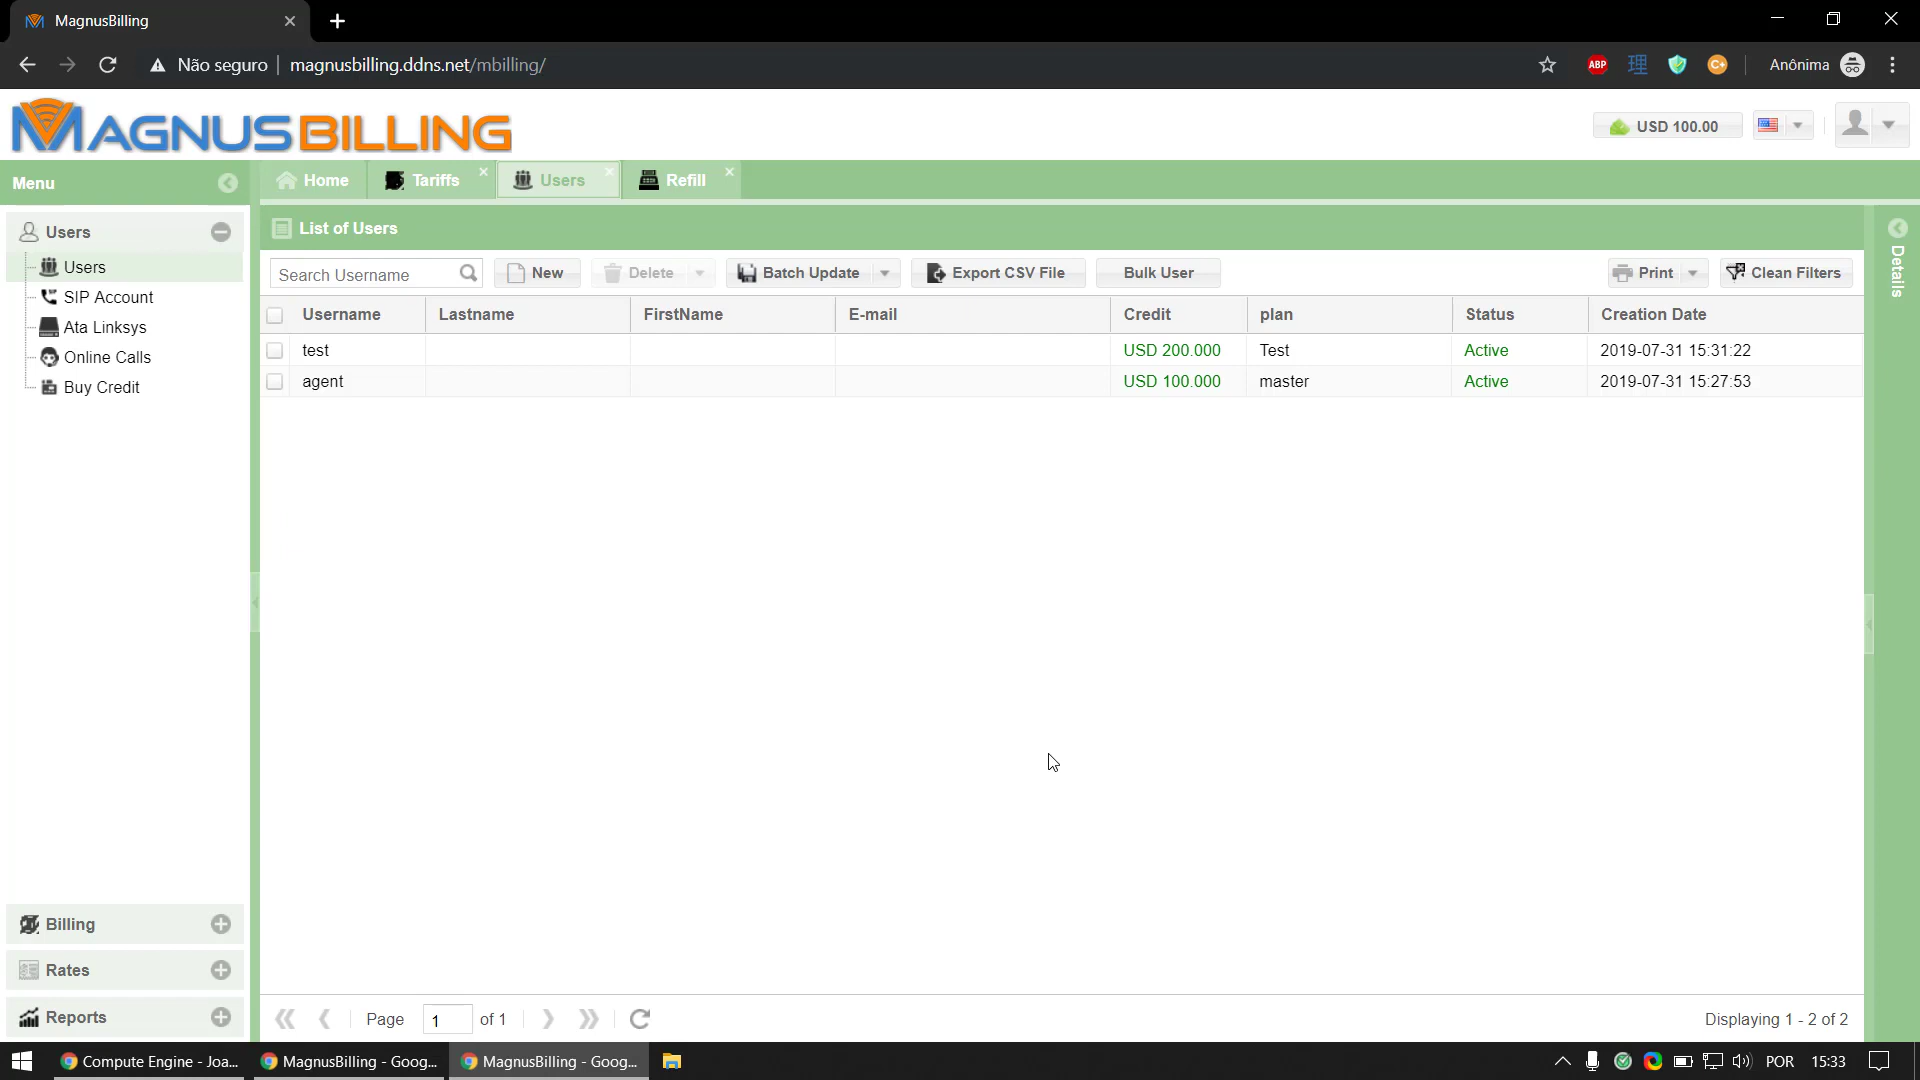 MagnusBilling
Não seguro magnusbilling.ddns.net/mbilling/
ABP
理
C+
Anônima
MAGNUSBILLING
USD 100.00
Menu
Home Tariffs Users Refill
Users
Users
SIP Account
Ata Linksys
Online Calls
Buy Credit
Billing
Rates
Reports
List of Users
Search Username New Delete Batch Update Export CSV File Bulk User Print Clean Filters
Username Lastname FirstName E-mail Credit plan Status Creation Date
test USD 200.000 Test Active 2019-07-31 15:31:22
agent USD 100.000 master Active 2019-07-31 15:27:53
Details
Page 1 of 1
Displaying 1 - 2 of 2
Compute Engine - Joa... MagnusBilling - Goog... MagnusBilling - Goog... POR 15:33